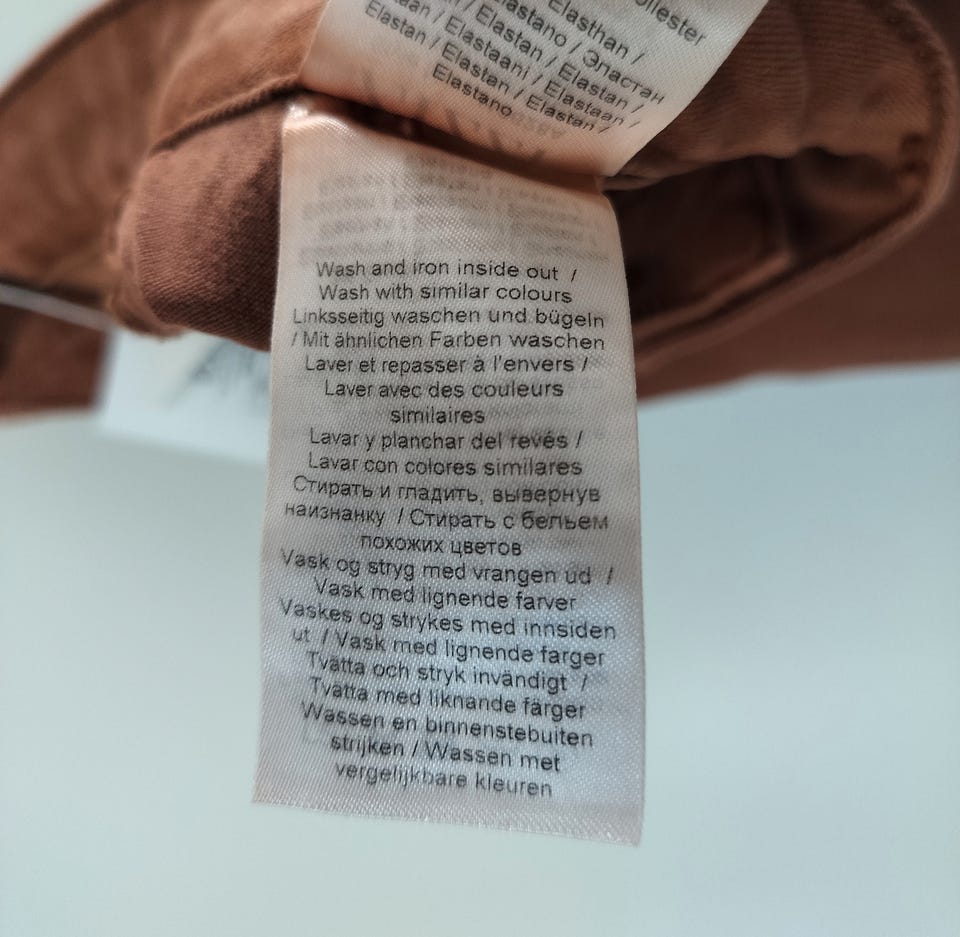 Elasthan /
Elastano / Эластан
/ Elastan / Elastan /
Elastaani / Elastaan /
Elastan / Elastan / Elastan /
Elastano
Wash and iron inside out /
Wash with similar colours
Linksseitig waschen und bügeln
/ Mit ähnlichen Farben waschen
Laver et repasser à l'envers /
Laver avec des couleurs
similaires
Lavar y planchar del revés /
Lavar con colores similares
Стирать и гладить, вывернув
наизнанку / Стирать с бельем
похожих цветов
Vask og stryg med vrangen ud /
Vask med lignende farver
Vaskes og strykes med innsiden
ut / Vask med lignende farger
Tvätta och stryk invändigt /
Tvätta med liknande färger
Wassen en binnenstebuiten
strijken / Wassen met
vergelijkbare kleuren